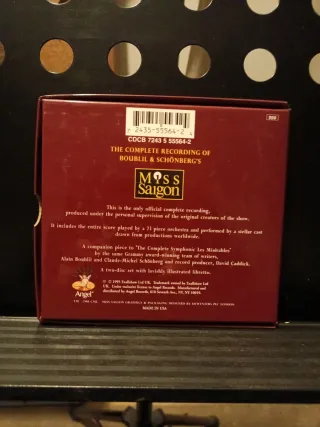 2435-55564-2
CDCB 7243 5 55564-2
THE COMPLETE RECORDING OF
BOUBLIL & SCHÖNBERG'S
Miss
Saigon
This is the only official complete recording,
produced under the personal supervision of the original creators of the show.
It includes the entire score played by a 71 piece orchestra and performed by a stellar cast
drawn from productions worldwide.
A companion piece to 'The Complete Symphonic Les Misérables'
by the same Grammy award-winning team of writers,
Alain Boublil and Claude-Michel Schönberg and record producer, David Caddick.
A two-disc set with lavishly illustrated libretto.
Angel
MADE IN USA